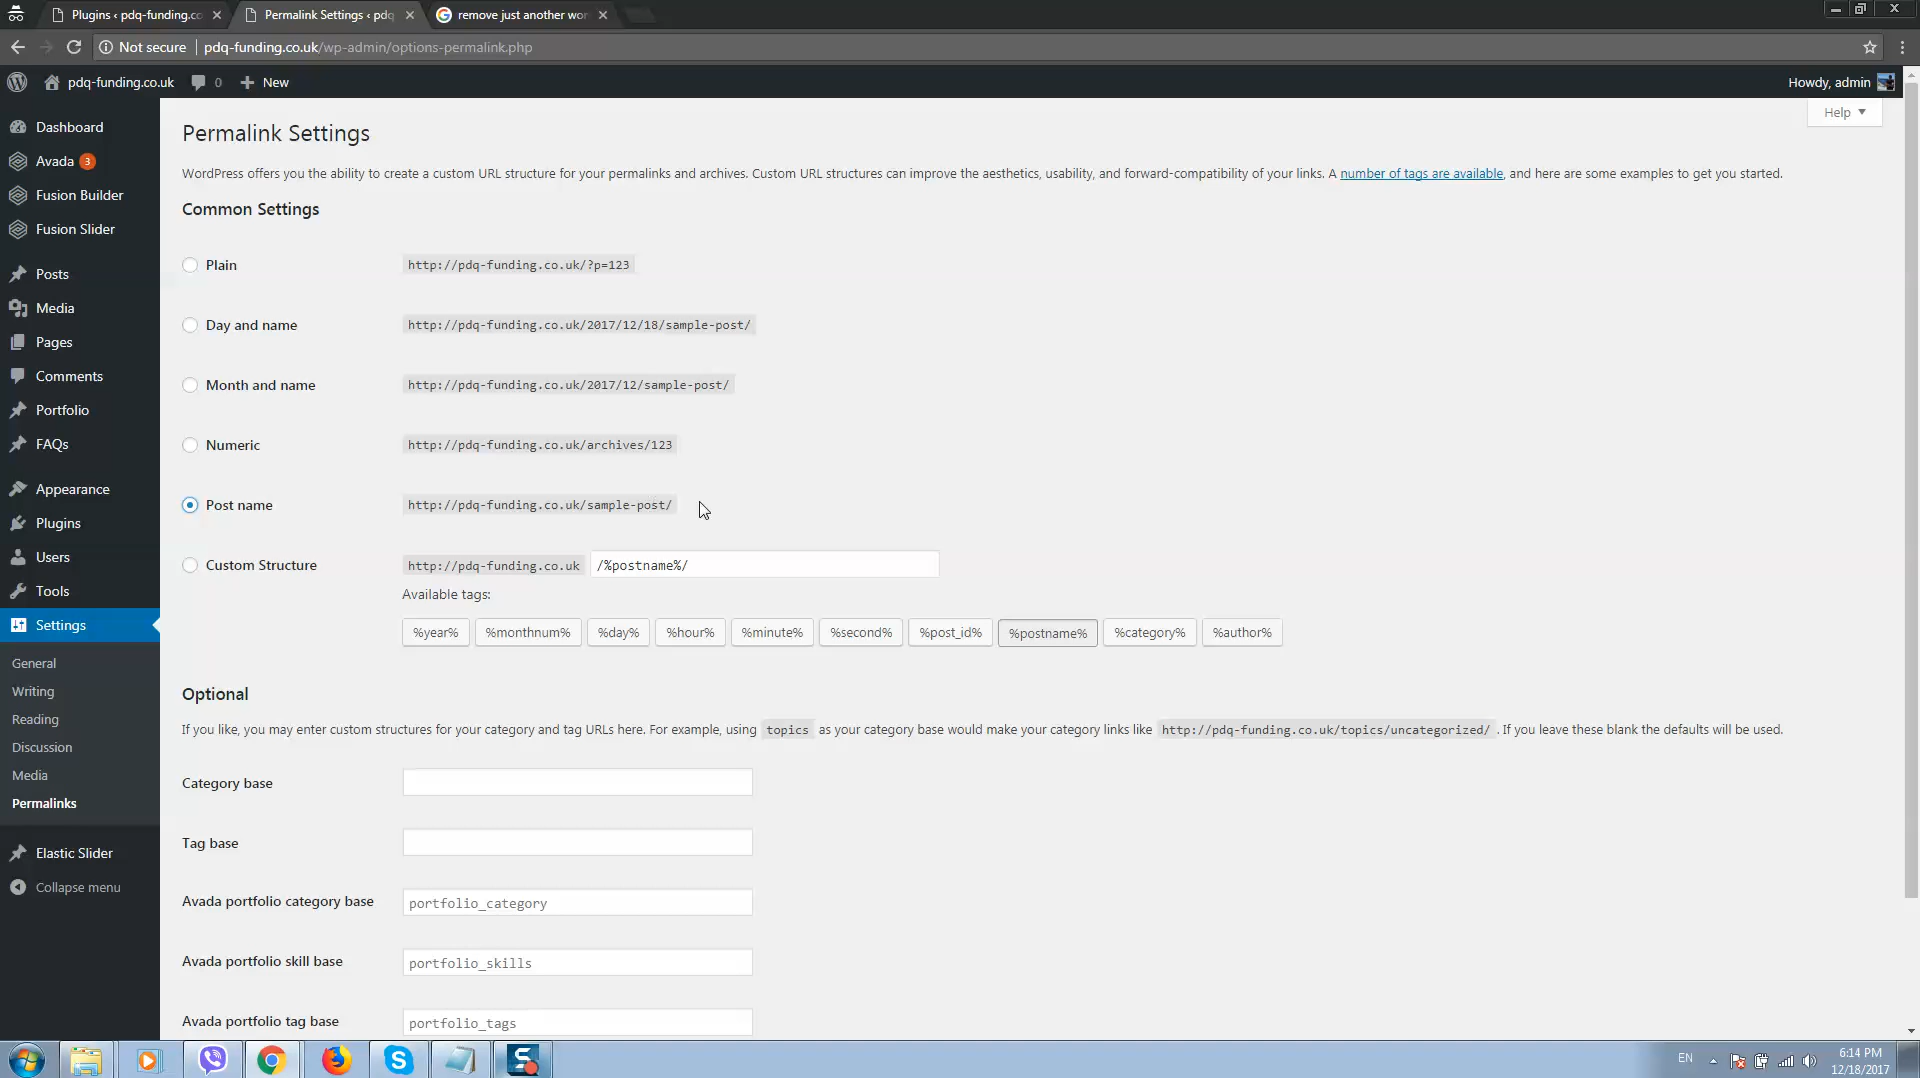 Plugins ‹ pdq-funding.co
Permalink Settings ‹ pdq
remove just another wor
Not secure
pdq-funding.co.uk/wp-admin/options-permalink.php
pdq-funding.co.uk
0
New
Howdy, admin
Dashboard
Avada 3
Fusion Builder
Fusion Slider
Posts
Media
Pages
Comments
Portfolio
FAQs
Appearance
Plugins
Users
Tools
Settings
General
Writing
Reading
Discussion
Media
Permalinks
Elastic Slider
Collapse menu
Help
Permalink Settings
WordPress offers you the ability to create a custom URL structure for your permalinks and archives. Custom URL structures can improve the aesthetics, usability, and forward-compatibility of your links. A number of tags are available, and here are some examples to get you started.
Common Settings
Plain http://pdq-funding.co.uk/?p=123
Day and name http://pdq-funding.co.uk/2017/12/18/sample-post/
Month and name http://pdq-funding.co.uk/2017/12/sample-post/
Numeric http://pdq-funding.co.uk/archives/123
Post name http://pdq-funding.co.uk/sample-post/
Custom Structure http://pdq-funding.co.uk /%postname%/
Available tags:
%year% %monthnum% %day% %hour% %minute% %second% %post_id% %postname% %category% %author%
Optional
If you like, you may enter custom structures for your category and tag URLs here. For example, using topics as your category base would make your category links like http://pdq-funding.co.uk/topics/uncategorized/ . If you leave these blank the defaults will be used.
Category base
Tag base
Avada portfolio category base portfolio_category
Avada portfolio skill base portfolio_skills
Avada portfolio tag base portfolio_tags
EN
6:14 PM
12/18/2017